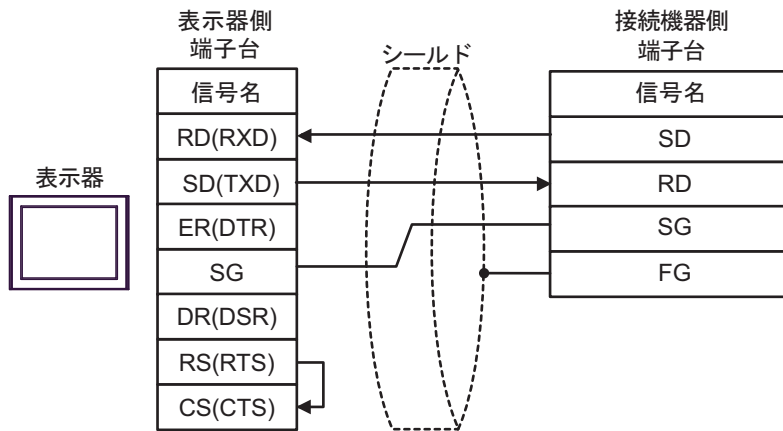 表示器側
端子台
シールド
接続機器側
端子台
信号名
信号名
RD(RXD)
SD
表示器
SD(TXD)
RD
ER(DTR)
SG
SG
FG
DR(DSR)
RS(RTS)
CS(CTS)